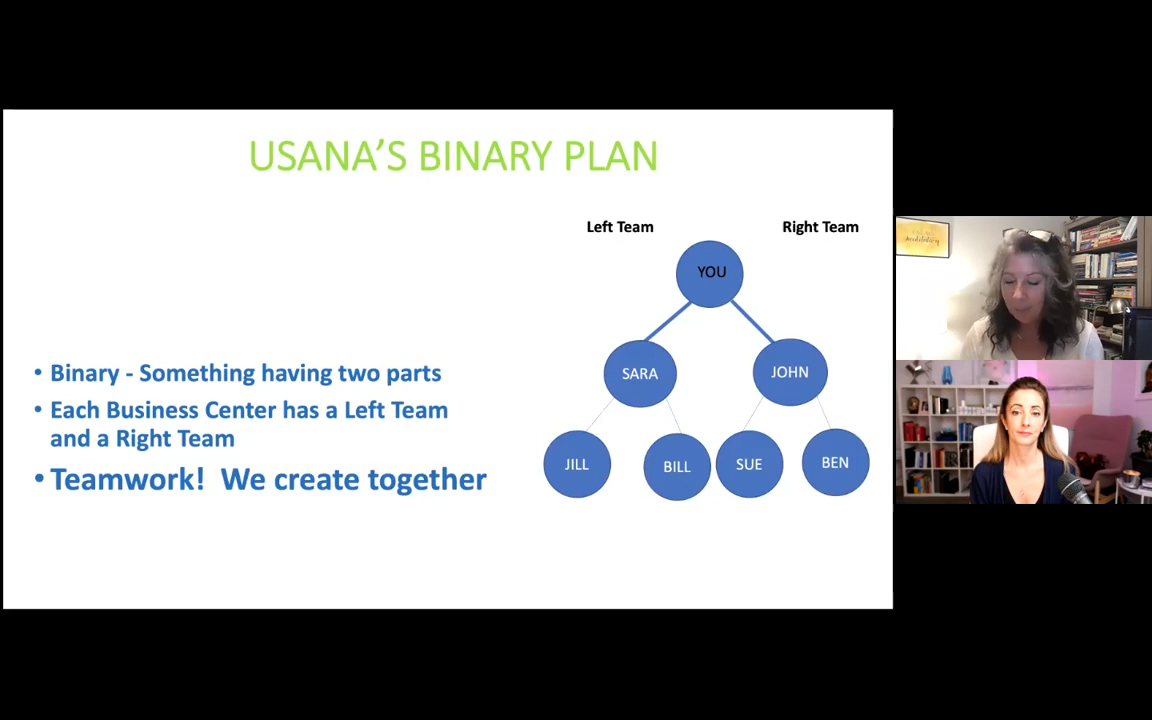 USANA'S BINARY PLAN
Left Team
Right Team
YOU
SARA
JOHN
JILL
BILL
SUE
BEN
• Binary - Something having two parts
• Each Business Center has a Left Team
and a Right Team
• Teamwork!  We create together